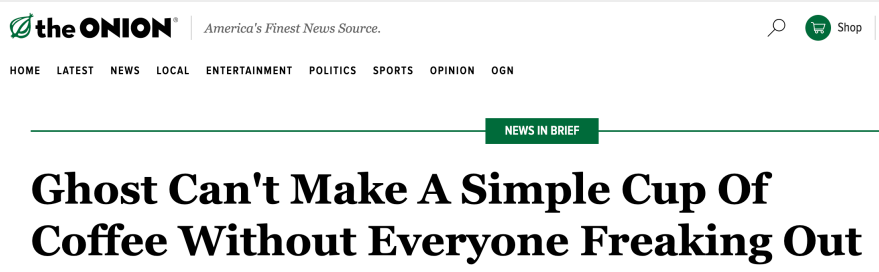 the ONION®
America's Finest News Source.
Shop
HOME LATEST NEWS LOCAL ENTERTAINMENT POLITICS SPORTS OPINION OGN
NEWS IN BRIEF
Ghost Can't Make A Simple Cup Of
Coffee Without Everyone Freaking Out